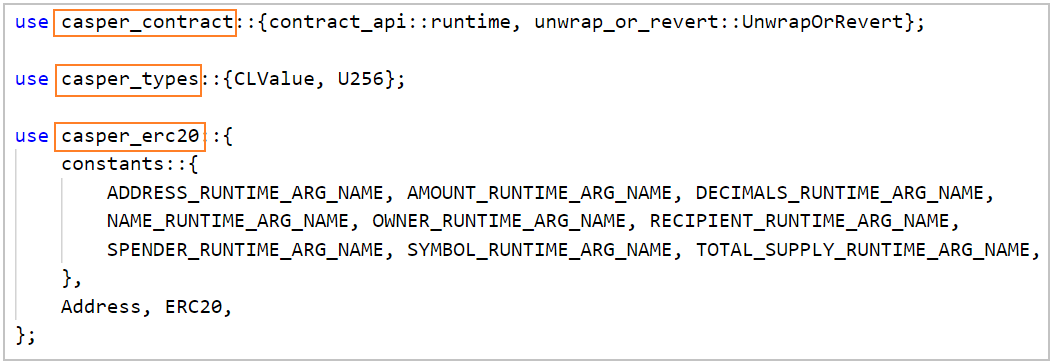 use casper_contract::{contract_api::runtime, unwrap_or_revert::UnwrapOrRevert};
use casper_types::{CLValue, U256};
use casper_erc20::{
constants::{
ADDRESS_RUNTIME_ARG_NAME, AMOUNT_RUNTIME_ARG_NAME, DECIMALS_RUNTIME_ARG_NAME,
NAME_RUNTIME_ARG_NAME, OWNER_RUNTIME_ARG_NAME, RECIPIENT_RUNTIME_ARG_NAME,
SPENDER_RUNTIME_ARG_NAME, SYMBOL_RUNTIME_ARG_NAME, TOTAL_SUPPLY_RUNTIME_ARG_NAME,
},
Address, ERC20,
};